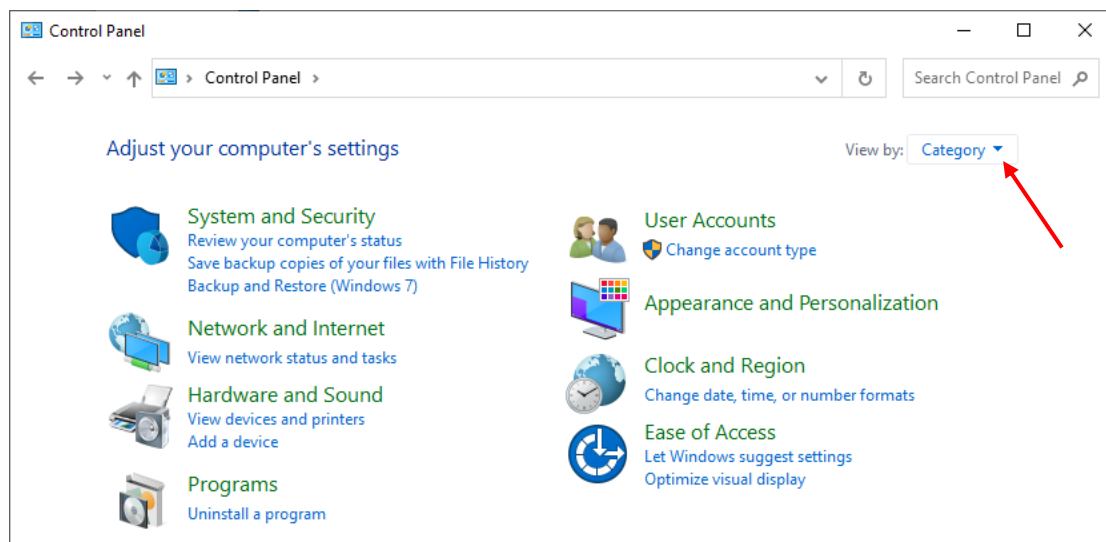 Control Panel
Control Panel
Search Control Panel
Adjust your computer's settings
View by: Category
System and Security
Review your computer's status
Save backup copies of your files with File History
Backup and Restore (Windows 7)
Network and Internet
View network status and tasks
Hardware and Sound
View devices and printers
Add a device
Programs
Uninstall a program
User Accounts
Change account type
Appearance and Personalization
Clock and Region
Change date, time, or number formats
Ease of Access
Let Windows suggest settings
Optimize visual display